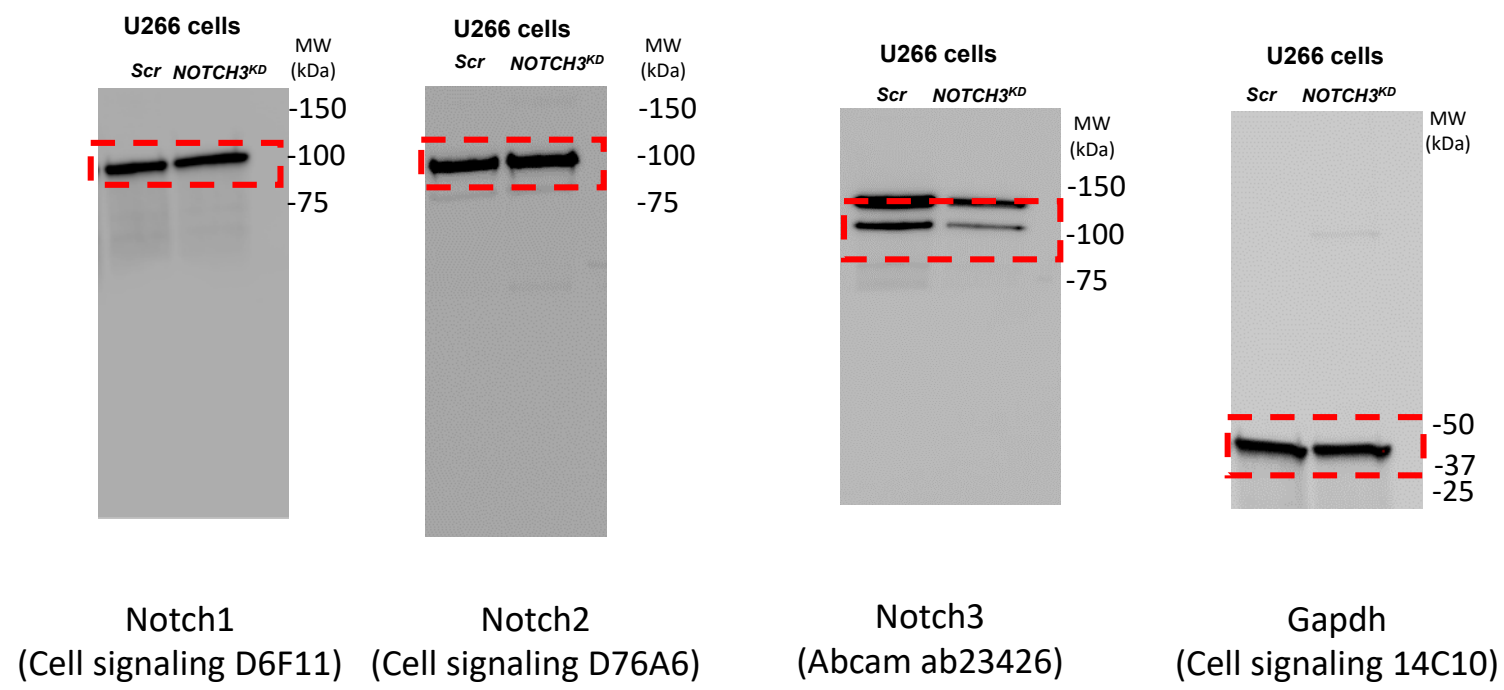 U266 cells
Scr NOTCH3KD
MW
(kDa)
-150
-100
-75
Notch1
(Cell signaling D6F11)
U266 cells
Scr NOTCH3KD
MW
(kDa)
-150
-100
-75
Notch2
(Cell signaling D76A6)
U266 cells
Scr NOTCH3KD
MW
(kDa)
-150
-100
-75
Notch3
(Abcam ab23426)
U266 cells
Scr NOTCH3KD
MW
(kDa)
-50
-37
-25
Gapdh
(Cell signaling 14C10)